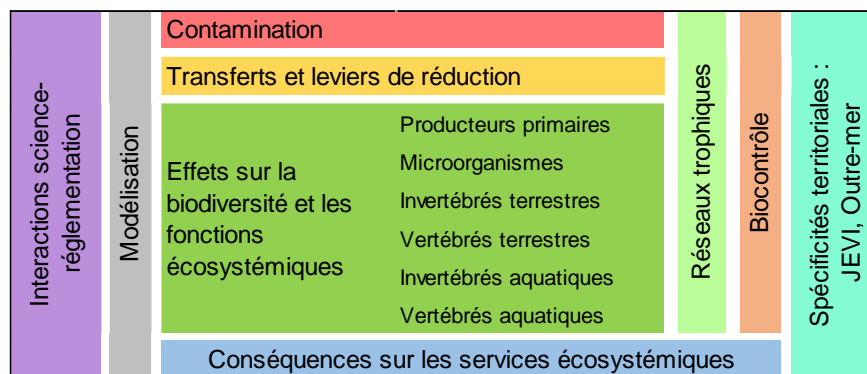 Interactions science-
réglementation
Modélisation
Contamination
Transferts et leviers de réduction
Effets sur la
biodiversité et les
fonctions
écosystémiques
Producteurs primaires
Microorganismes
Invertébrés terrestres
Vertébrés terrestres
Invertébrés aquatiques
Vertébrés aquatiques
Conséquences sur les services écosystémiques
Réseaux trophiques
Biocontrôle
Spécificités territoriales :
JEVI, Outre-mer